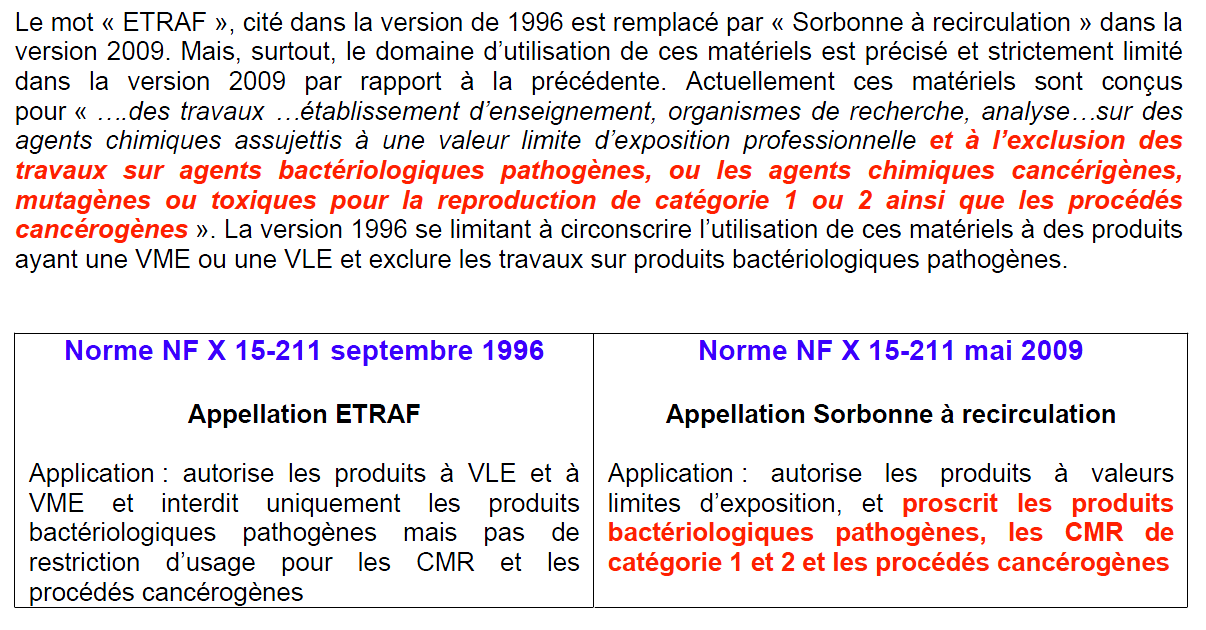 Le mot « ETRAF », cité dans la version de 1996 est remplacé par « Sorbonne à recirculation » dans la
version 2009. Mais, surtout, le domaine d’utilisation de ces matériels est précisé et strictement limité
dans la version 2009 par rapport à la précédente. Actuellement ces matériels sont conçus
pour « ….des travaux …établissement d’enseignement, organismes de recherche, analyse…sur des
agents chimiques assujettis à une valeur limite d’exposition professionnelle et à l’exclusion des
travaux sur agents bactériologiques pathogènes, ou les agents chimiques cancérigènes,
mutagènes ou toxiques pour la reproduction de catégorie 1 ou 2 ainsi que les procédés
cancérogènes ». La version 1996 se limitant à circonscrire l’utilisation de ces matériels à des produits
ayant une VME ou une VLE et exclure les travaux sur produits bactériologiques pathogènes.
Norme NF X 15-211 septembre 1996
Appellation ETRAF
Application : autorise les produits à VLE et à
VME et interdit uniquement les produits
bactériologiques pathogènes mais pas de
restriction d’usage pour les CMR et les
procédés cancérogènes
Norme NF X 15-211 mai 2009
Appellation Sorbonne à recirculation
Application : autorise les produits à valeurs
limites d’exposition, et proscrit les produits
bactériologiques pathogènes, les CMR de
catégorie 1 et 2 et les procédés cancérogènes